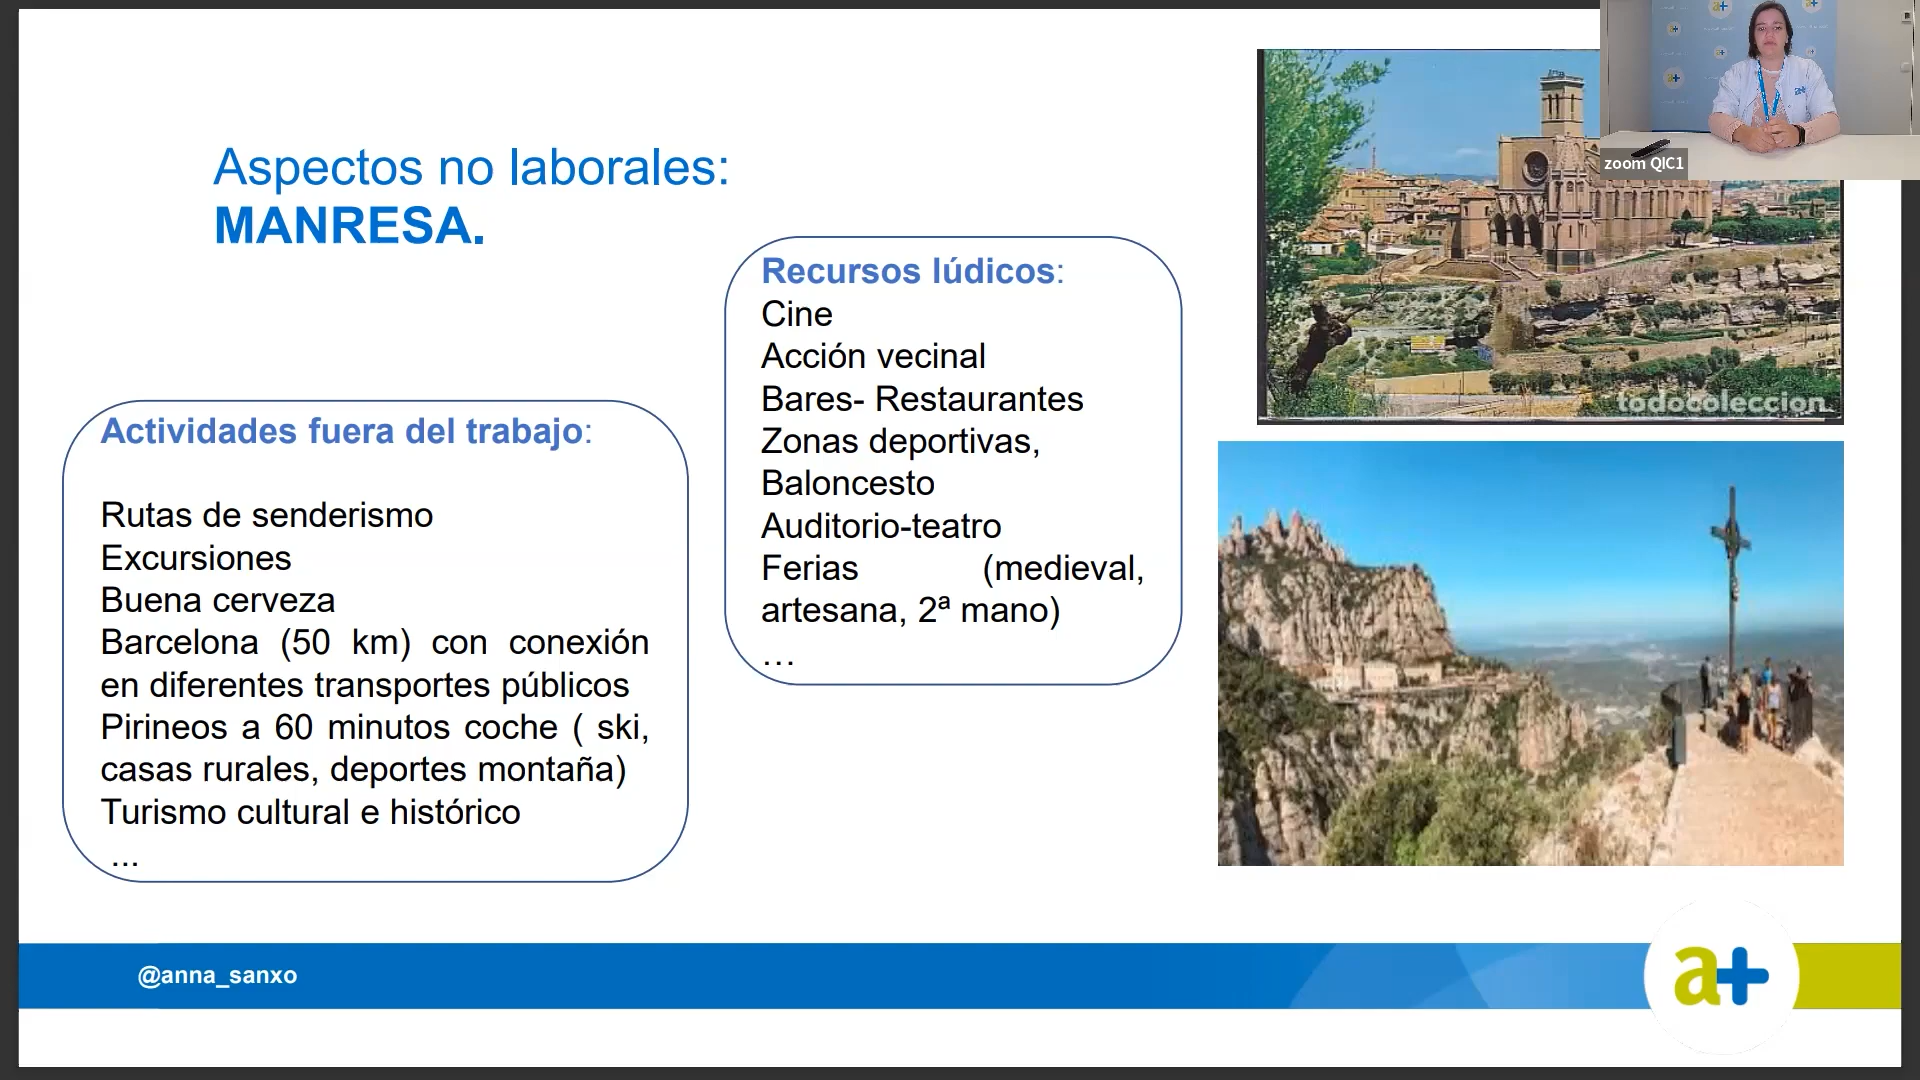 Aspectos no laborales:
MANRESA.
Recursos lúdicos:
Cine
Acción vecinal
Bares- Restaurantes
Zonas deportivas,
Baloncesto
Auditorio-teatro
Ferias (medieval,
artesana, 2ª mano)
…
Actividades fuera del trabajo:
Rutas de senderismo
Excursiones
Buena cerveza
Barcelona (50 km) con conexión
en diferentes transportes públicos
Pirineos a 60 minutos coche ( ski,
casas rurales, deportes montaña)
Turismo cultural e histórico
...
todocoleccion
zoom QIC1
@anna_sanxo
a+